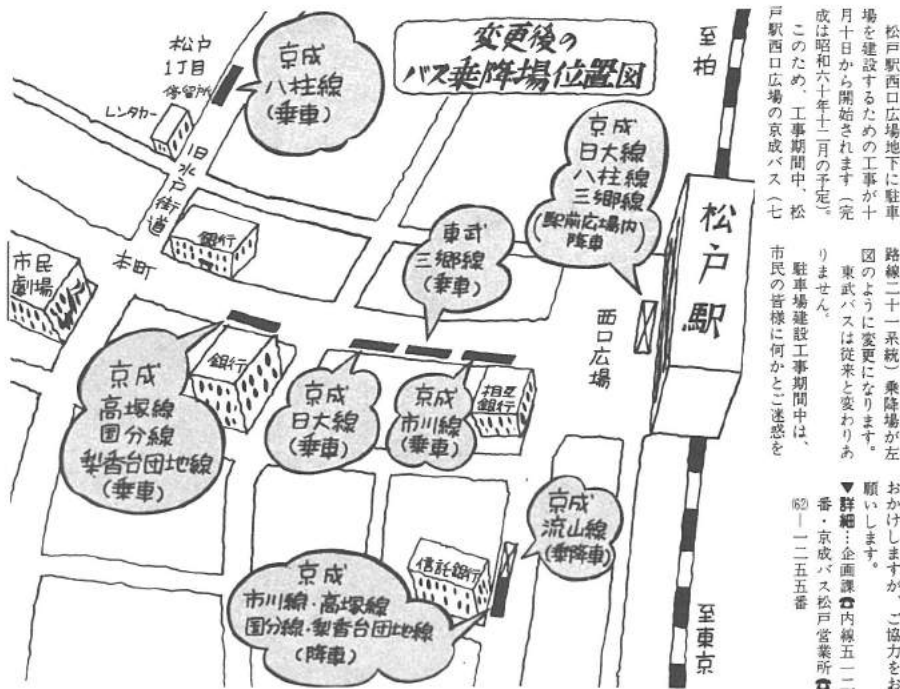 変更後の
バス乗降場位置図
至柏
松戸駅
至東京
西口広場
京成
日大線
八柱線
三郷線
(駅前広場内
降車)
京成
八柱線
(乗車)
松戸
1丁目
停留所
レンタカー
旧水戸街道
銀行
本町
市民
劇場
東武
三郷線
(乗車)
銀行
京成
高塚線
国分線
梨香台団地線
(乗車)
京成
日大線
(乗車)
京成
市川線
(乗車)
相互
銀行
京成
流山線
(乗降車)
信託銀行
京成
市川線・高塚線
国分線・梨香台団地線
(降車)
松戸駅西口広場地下に駐車
場を建設するための工事が十
月十日から開始されます(完
成は昭和六十年十二月の予定)。
このため、工事期間中、松
戸駅西口広場の京成バス(七
路線二十一系統)乗降場が左
図のように変更になります。
東武バスは従来と変わりあ
りません。
駐車場建設工事期間中は、
市民の皆様に何かとご迷惑を
おかけしますが、ご協力をお
願いします。
▼詳細…企画課☎内線五一二
番・京成バス松戸営業所☎
(62)ー一二五五番